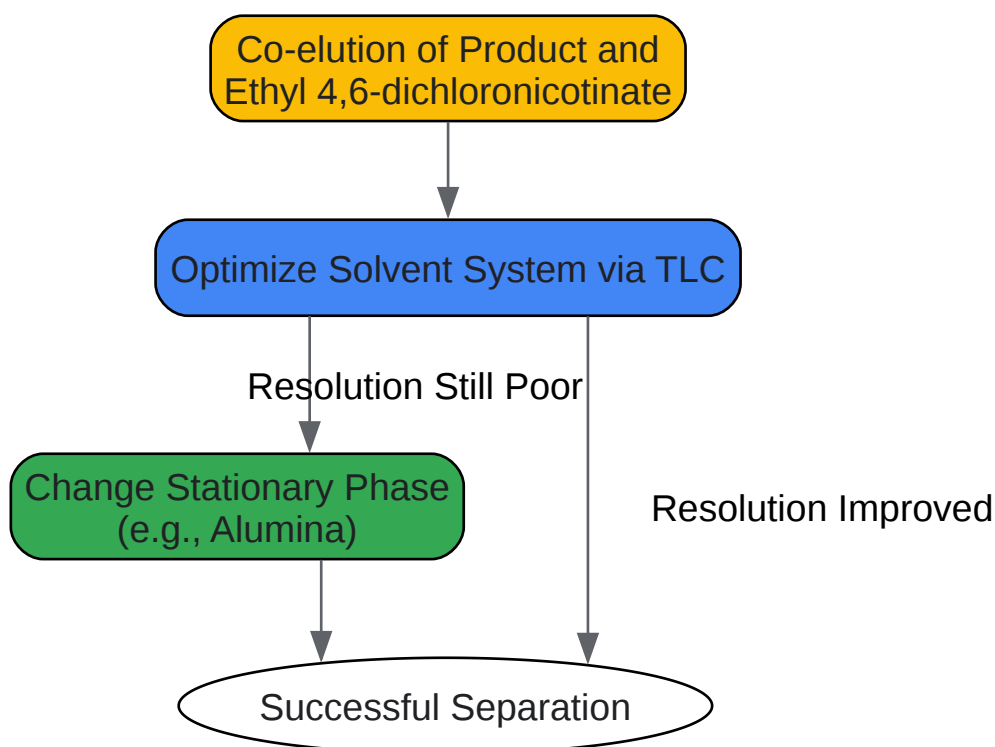 Co-elution of Product and
Ethyl 4,6-dichloronicotinate
Optimize Solvent System via TLC
Resolution Still Poor
Change Stationary Phase
(e.g., Alumina)
Resolution Improved
Successful Separation